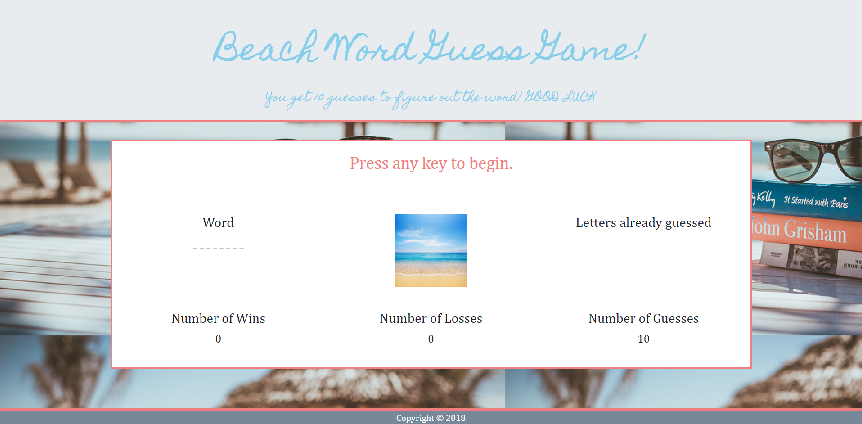 Beach Word Guess Game!
You get 10 guesses to figure out the word! GOOD LUCK
Press any key to begin.
Word
Letters already guessed
_ _ _ _ _ _ _ _
Number of Wins
Number of Losses
Number of Guesses
0
0
10
Kelly
It Started with Paris
John Grisham
Copyright © 2018